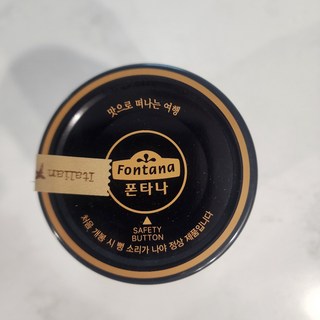 맛으로 떠나는 여행
Fontana
폰타나
SAFETY
BUTTON
처음 개봉 시 뻥 소리가 나야 정상 제품입니다
Italian